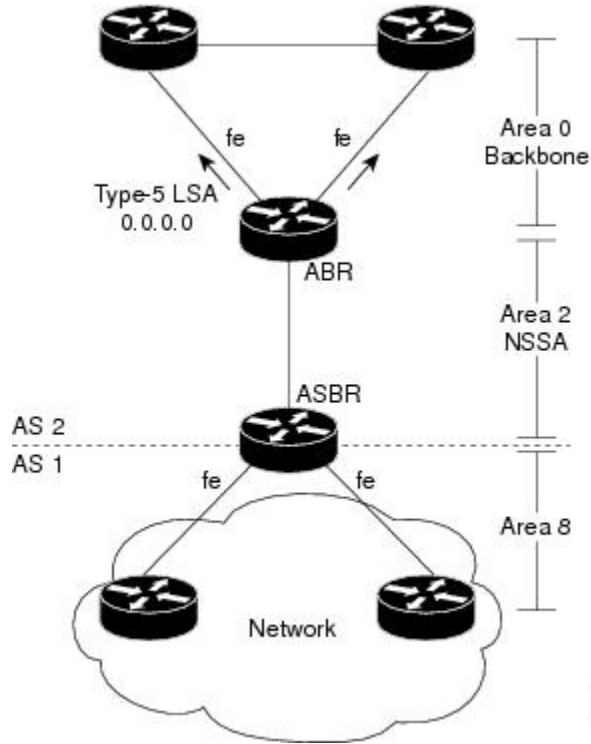 fe
fe
Area 0
Backbone
Type-5 LSA
0.0.0.0
ABR
Area 2
NSSA
ASBR
AS 2
AS 1
fe
fe
Area 8
Network